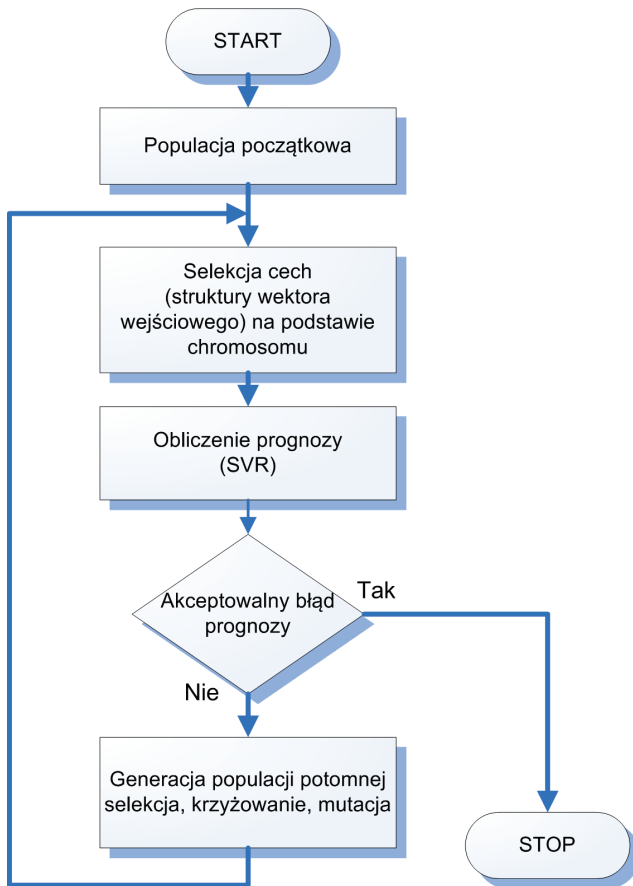 START
Populacja początkowa
Selekcja cech
(struktury wektora
wejściowego) na podstawie
chromosomu
Obliczenie prognozy
(SVR)
Akceptowalny błąd
prognozy
Tak
Nie
Generacja populacji potomnej
selekcja, krzyżowanie, mutacja
STOP